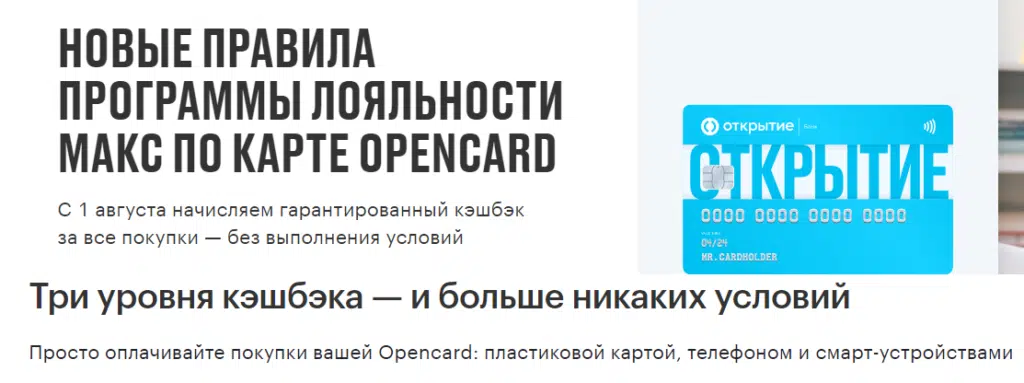 НОВЫЕ ПРАВИЛА
ПРОГРАММЫ ЛОЯЛЬНОСТИ
МАКС ПО КАРТЕ OPENCARD
С 1 августа начисляем гарантированный кэшбэк
за все покупки — без выполнения условий
открытие
ОТКРЫТИЕ
0000 0000 0000 0000
04/24
MR.CARDHOLDER
Три уровня кэшбэка — и больше никаких условий
Просто оплачивайте покупки вашей Opencard: пластиковой картой, телефоном и смарт-устройствами